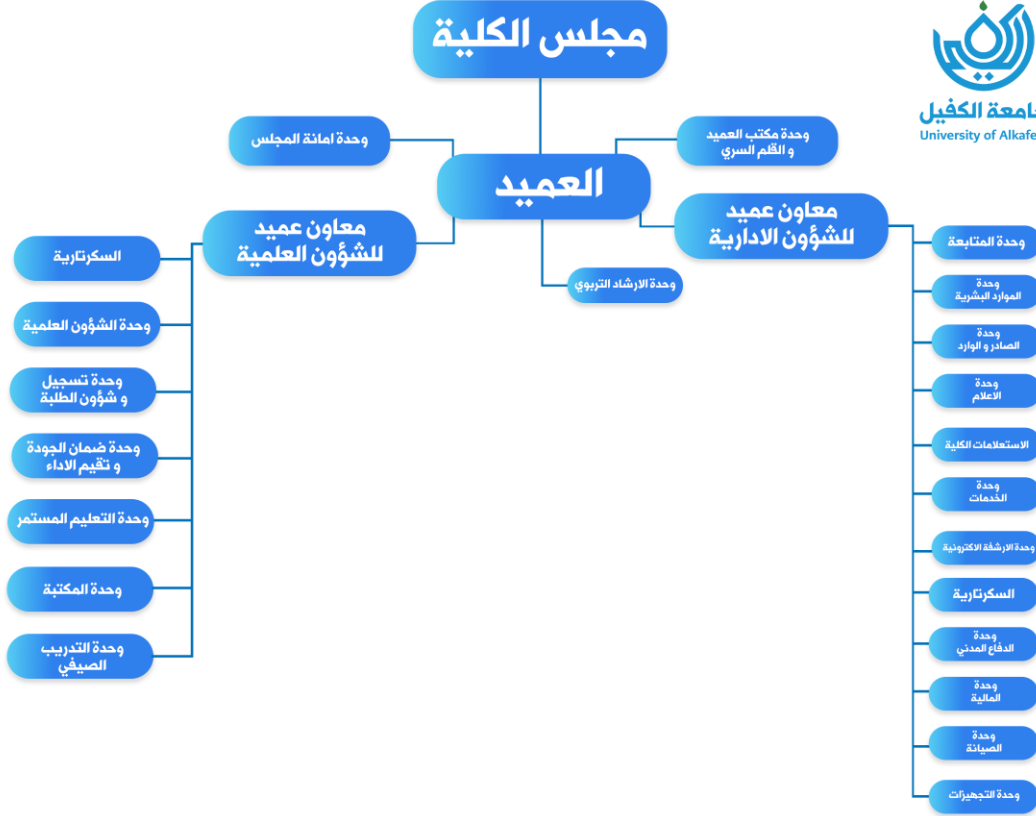 مجلس الكلية
جامعة الكفيل
University of Alkafe
وحدة مكتب العميد
و القلم السري
وحدة امانة المجلس
العميد
معاون عميد
للشؤون الادارية
معاون عميد
للشؤون العلمية
وحدة الارشاد التربوي
وحدة المتابعة
وحدة
الموارد البشرية
وحدة
الصادر و الوارد
وحدة
الاعلام
الاستعلامات الكلية
وحدة
الخدمات
وحدة الارشفة الاكترونية
السكرتارية
وحدة
الدفاع المدني
وحدة
المالية
وحدة
الصيانة
وحدة التجهيزات
السكرتارية
وحدة الشؤون العلمية
وحدة تسجيل
و شؤون الطلبة
وحدة ضمان الجودة
و تقيم الاداء
وحدة التعليم المستمر
وحدة المكتبة
وحدة التدريب
الصيفي